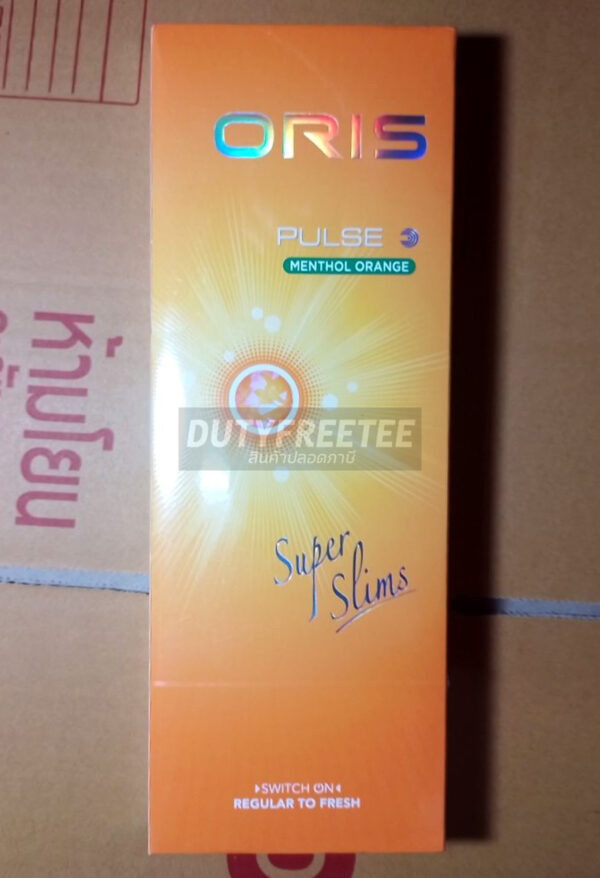 ORIS
PULSE
MENTHOL ORANGE
DUTYFREETEE
สินค้าปลอดภาษี
Super
Slims
SWITCH ON
REGULAR TO FRESH
ห้ามโยน